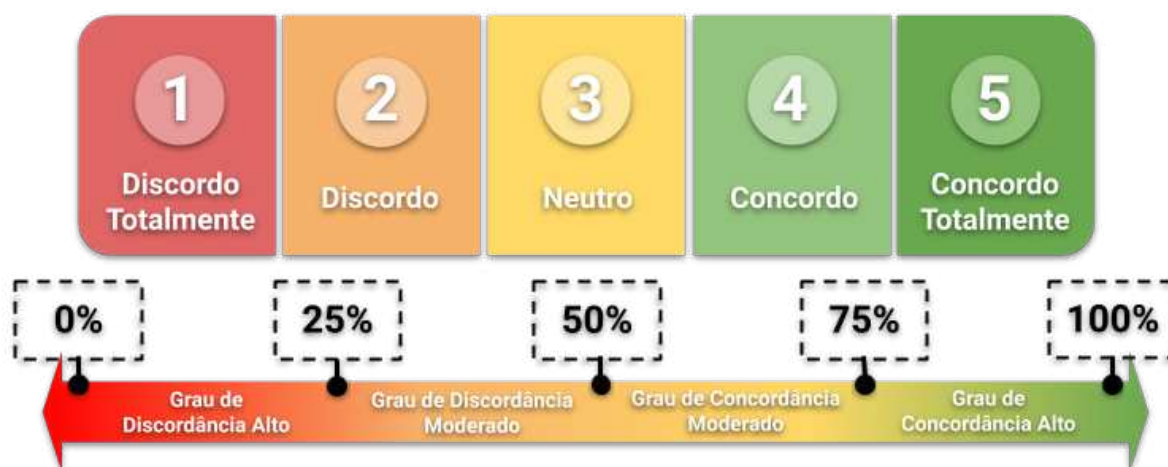 1
2
3
4
5
Discordo
Totalmente
Discordo
Neutro
Concordo
Concordo
Totalmente
0%
25%
50%
75%
100%
Grau de
Discordância Alto
Grau de Discordância
Moderado
Grau de Concordância
Moderado
Grau de
Concordância Alto